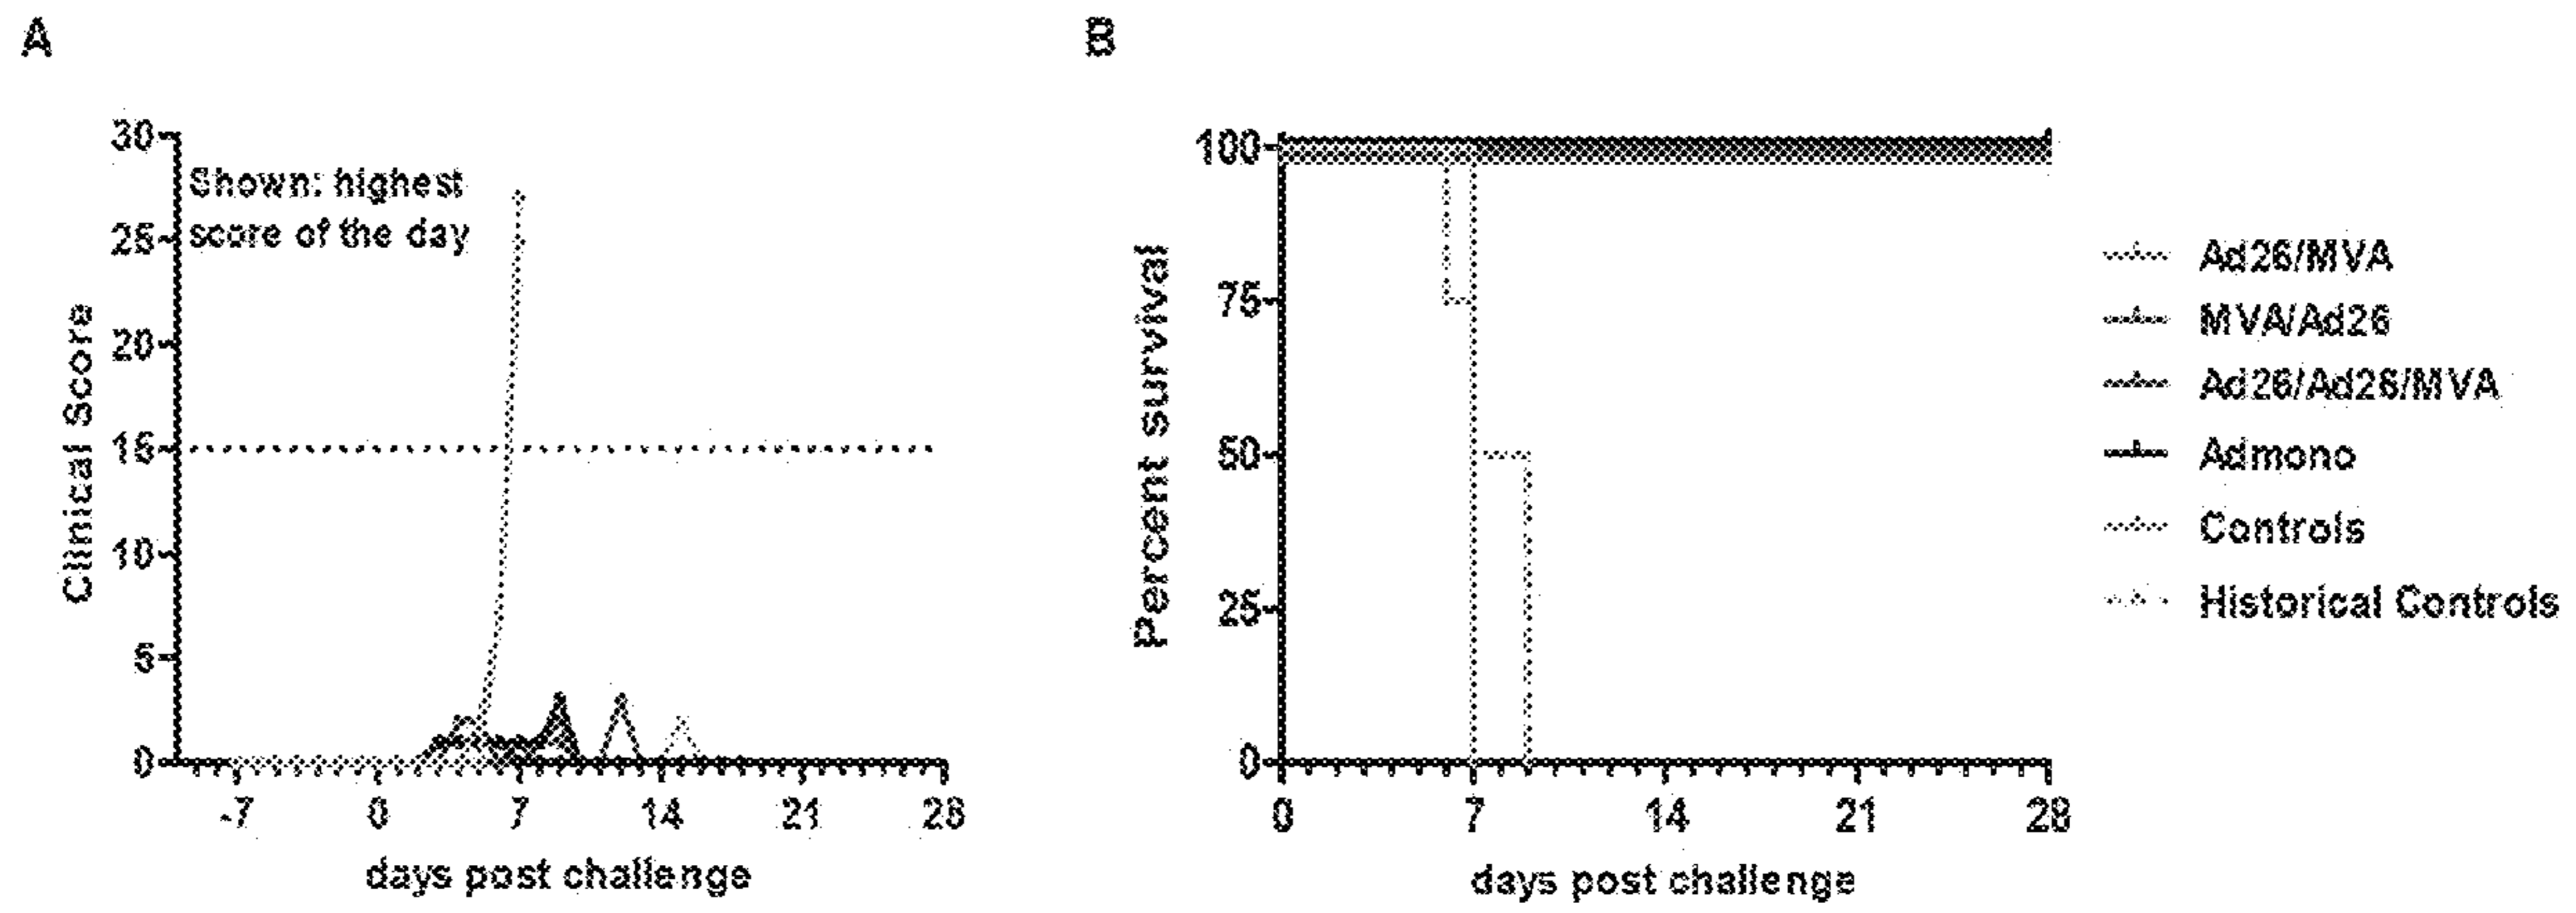 A
B
30
25
20
15
10
5
0
Shown: highest
score of the day
Clinical Score
-7
0
7
14
21
28
days post challenge
100
75
50
25
0
Percent survival
0
7
14
21
28
days post challenge
Ad26/MVA
MVA/Ad26
Ad26/Ad26/MVA
Admono
Controls
Historical Controls